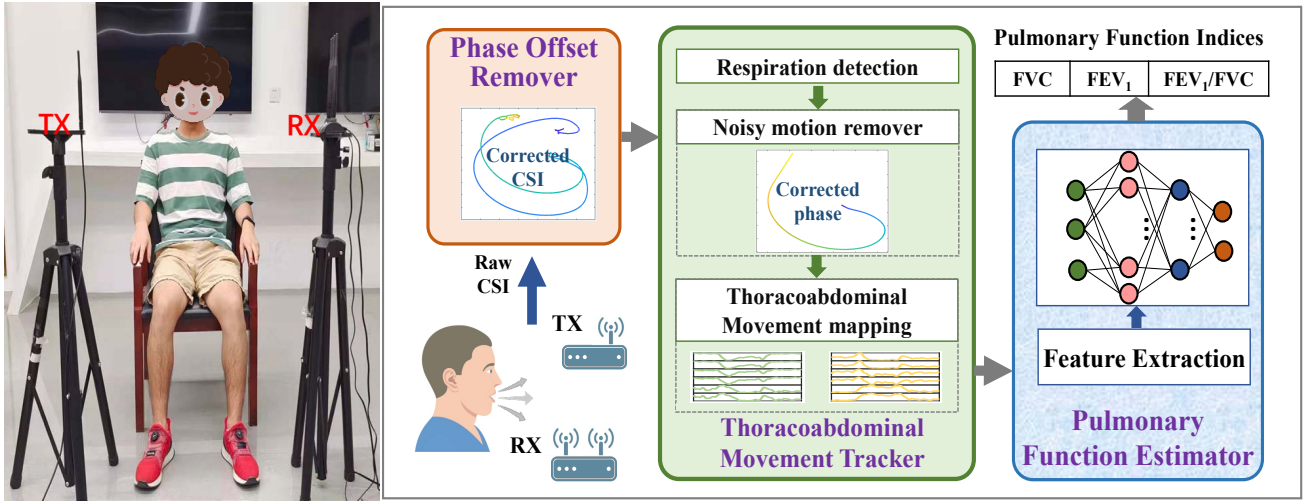 TX
RX
Phase Offset
Remover
Corrected
CSI
Raw
CSI
TX
RX
Respiration detection
Noisy motion remover
Corrected
phase
Thoracoabdominal
Movement mapping
Thoracoabdominal
Movement Tracker
Pulmonary Function Indices
FVC FEV₁ FEV₁/FVC
Feature Extraction
Pulmonary
Function Estimator